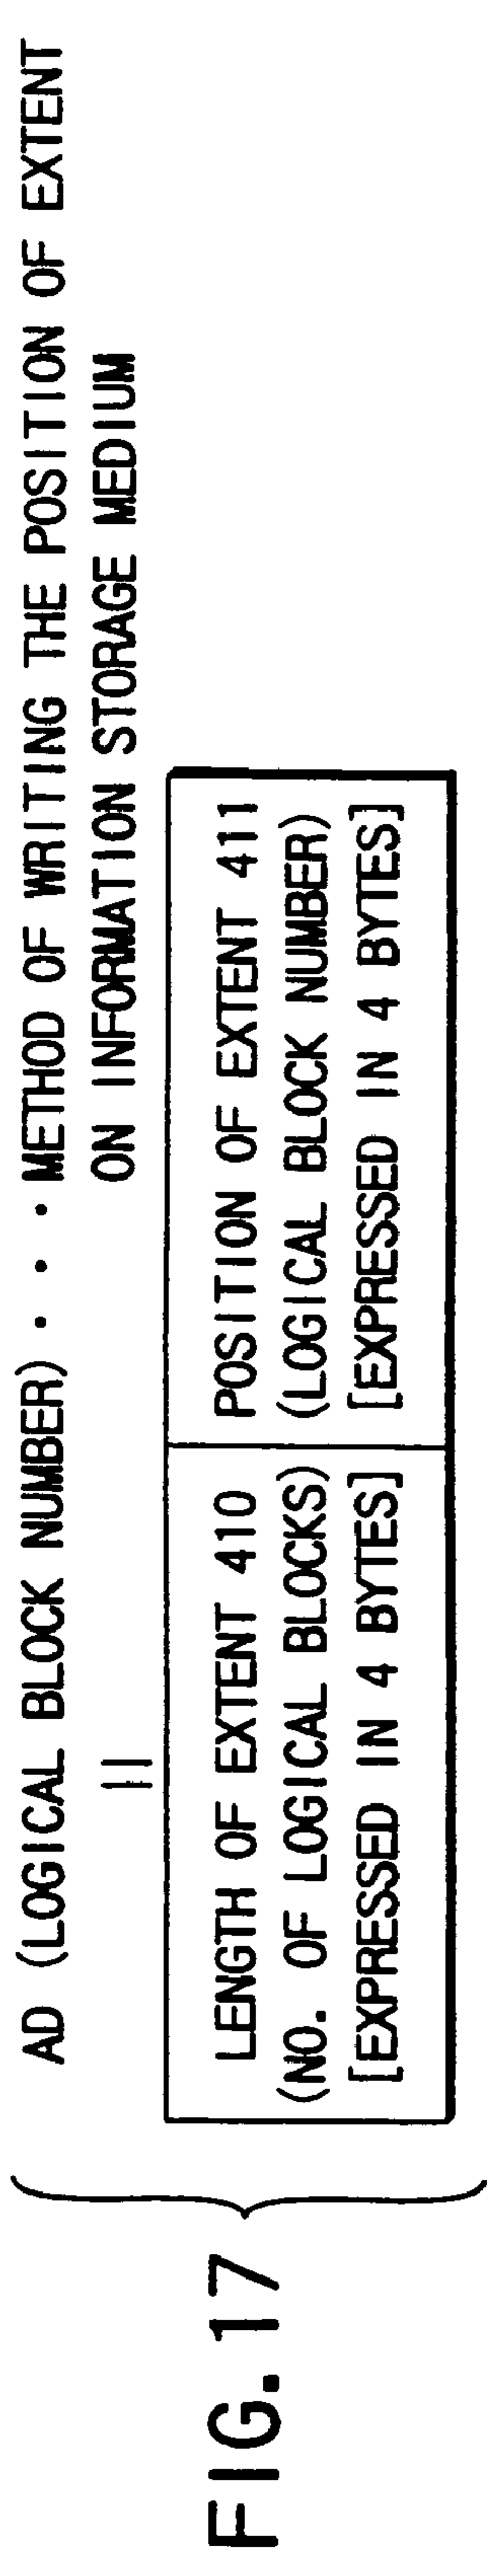 AD (LOGICAL BLOCK NUMBER) · · · METHOD OF WRITING THE POSITION OF EXTENT
ON INFORMATION STORAGE MEDIUM
||
LENGTH OF EXTENT 410
(NO. OF LOGICAL BLOCKS)
[EXPRESSED IN 4 BYTES]
POSITION OF EXTENT 411
(LOGICAL BLOCK NUMBER)
[EXPRESSED IN 4 BYTES]
FIG. 17